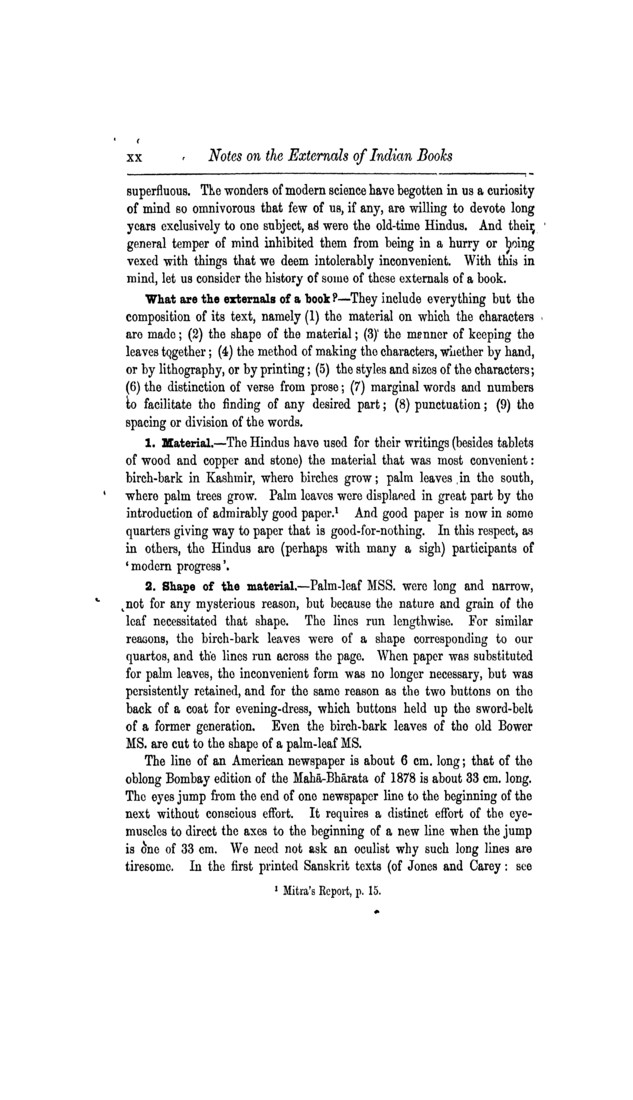 xx Notes on the Externals of Indian Books
superfluous. The wonders of modern science have begotten in us a curiosity
of mind so omnivorous that few of us, if any, are willing to devote long
years exclusively to one subject, as were the old-time Hindus. And their
general temper of mind inhibited them from being in a hurry or being
vexed with things that we deem intolerably inconvenient. With this in
mind, let us consider the history of some of these externals of a book.
What are the externals of a book?—They include everything but the
composition of its text, namely (1) the material on which the characters
are made; (2) the shape of the material; (3) the manner of keeping the
leaves together; (4) the method of making the characters, whether by hand,
or by lithography, or by printing; (5) the styles and sizes of the characters;
(6) the distinction of verse from prose; (7) marginal words and numbers
to facilitate the finding of any desired part; (8) punctuation; (9) the
spacing or division of the words.
1. Material.—The Hindus have used for their writings (besides tablets
of wood and copper and stone) the material that was most convenient:
birch-bark in Kashmir, where birches grow; palm leaves in the south,
where palm trees grow. Palm leaves were displaced in great part by the
introduction of admirably good paper.¹ And good paper is now in some
quarters giving way to paper that is good-for-nothing. In this respect, as
in others, the Hindus are (perhaps with many a sigh) participants of
‘modern progress’.
2. Shape of the material.—Palm-leaf MSS. were long and narrow,
not for any mysterious reason, but because the nature and grain of the
leaf necessitated that shape. The lines run lengthwise. For similar
reasons, the birch-bark leaves were of a shape corresponding to our
quartos, and the lines run across the page. When paper was substituted
for palm leaves, the inconvenient form was no longer necessary, but was
persistently retained, and for the same reason as the two buttons on the
back of a coat for evening-dress, which buttons held up the sword-belt
of a former generation. Even the birch-bark leaves of the old Bower
MS. are cut to the shape of a palm-leaf MS.
The line of an American newspaper is about 6 cm. long; that of the
oblong Bombay edition of the Mahā-Bhārata of 1878 is about 33 cm. long.
The eyes jump from the end of one newspaper line to the beginning of the
next without conscious effort. It requires a distinct effort of the eye-
muscles to direct the axes to the beginning of a new line when the jump
is one of 33 cm. We need not ask an oculist why such long lines are
tiresome. In the first printed Sanskrit texts (of Jones and Carey: see
¹ Mitra's Report, p. 15.